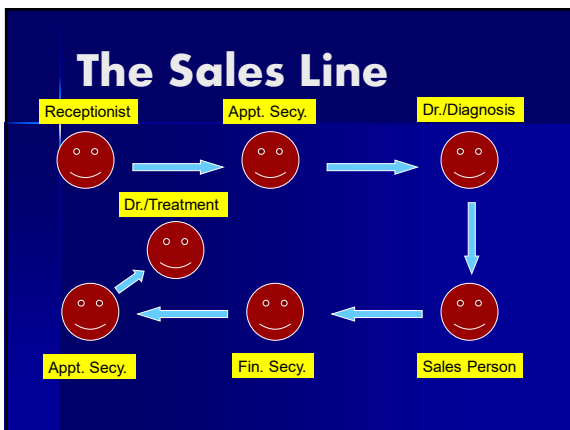 The Sales Line
Receptionist
Appt. Secy.
Dr./Diagnosis
Dr./Treatment
Appt. Secy.
Fin. Secy.
Sales Person